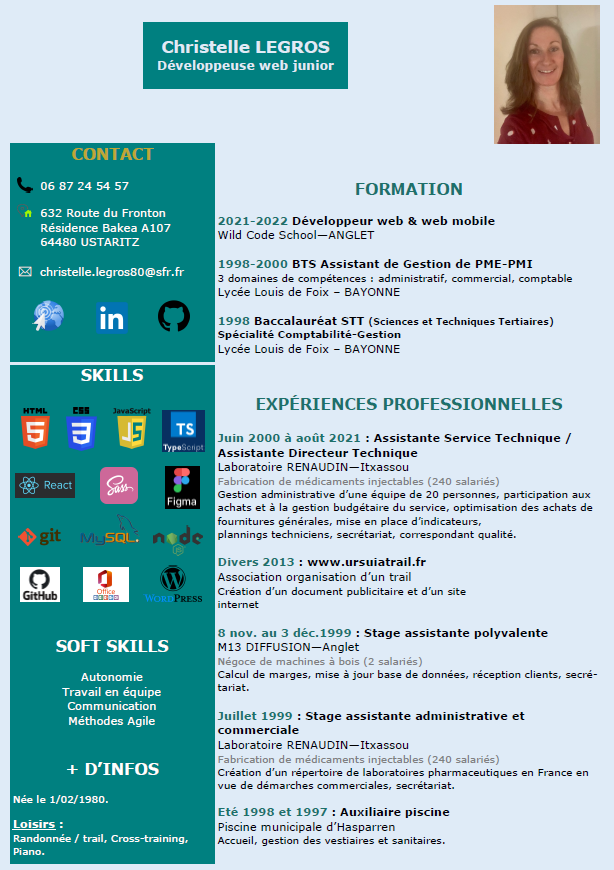 Christelle LEGROS
Développeuse web junior
CONTACT
06 87 24 54 57
632 Route du Fronton
Résidence Bakea A107
64480 USTARITZ
christelle.legros80@sfr.fr
in
SKILLS
HTML
5
CSS
3
JavaScript
JS
TS
TypeScript
React
Sass
Figma
git
MySQL
node
GitHub
Office
WORDPRESS
SOFT SKILLS
Autonomie
Travail en équipe
Communication
Méthodes Agile
+ D’INFOS
Née le 1/02/1980.
Loisirs :
Randonnée / trail, Cross-training,
Piano.
FORMATION
2021-2022 Développeur web & web mobile
Wild Code School—ANGLET
1998-2000 BTS Assistant de Gestion de PME-PMI
3 domaines de compétences : administratif, commercial, comptable
Lycée Louis de Foix – BAYONNE
1998 Baccalauréat STT (Sciences et Techniques Tertiaires)
Spécialité Comptabilité-Gestion
Lycée Louis de Foix – BAYONNE
EXPÉRIENCES PROFESSIONNELLES
Juin 2000 à août 2021 : Assistante Service Technique /
Assistante Directeur Technique
Laboratoire RENAUDIN—Itxassou
Fabrication de médicaments injectables (240 salariés)
Gestion administrative d’une équipe de 20 personnes, participation aux
achats et à la gestion budgétaire du service, optimisation des achats de
fournitures générales, mise en place d’indicateurs,
plannings techniciens, secrétariat, correspondant qualité.
Divers 2013 : www.ursuiatrail.fr
Association organisation d’un trail
Création d’un document publicitaire et d’un site
internet
8 nov. au 3 déc.1999 : Stage assistante polyvalente
M13 DIFFUSION—Anglet
Négoce de machines à bois (2 salariés)
Calcul de marges, mise à jour base de données, réception clients, secré-
tariat.
Juillet 1999 : Stage assistante administrative et
commerciale
Laboratoire RENAUDIN—Itxassou
Fabrication de médicaments injectables (240 salariés)
Création d’un répertoire de laboratoires pharmaceutiques en France en
vue de démarches commerciales, secrétariat.
Eté 1998 et 1997 : Auxiliaire piscine
Piscine municipale d’Hasparren
Accueil, gestion des vestiaires et sanitaires.